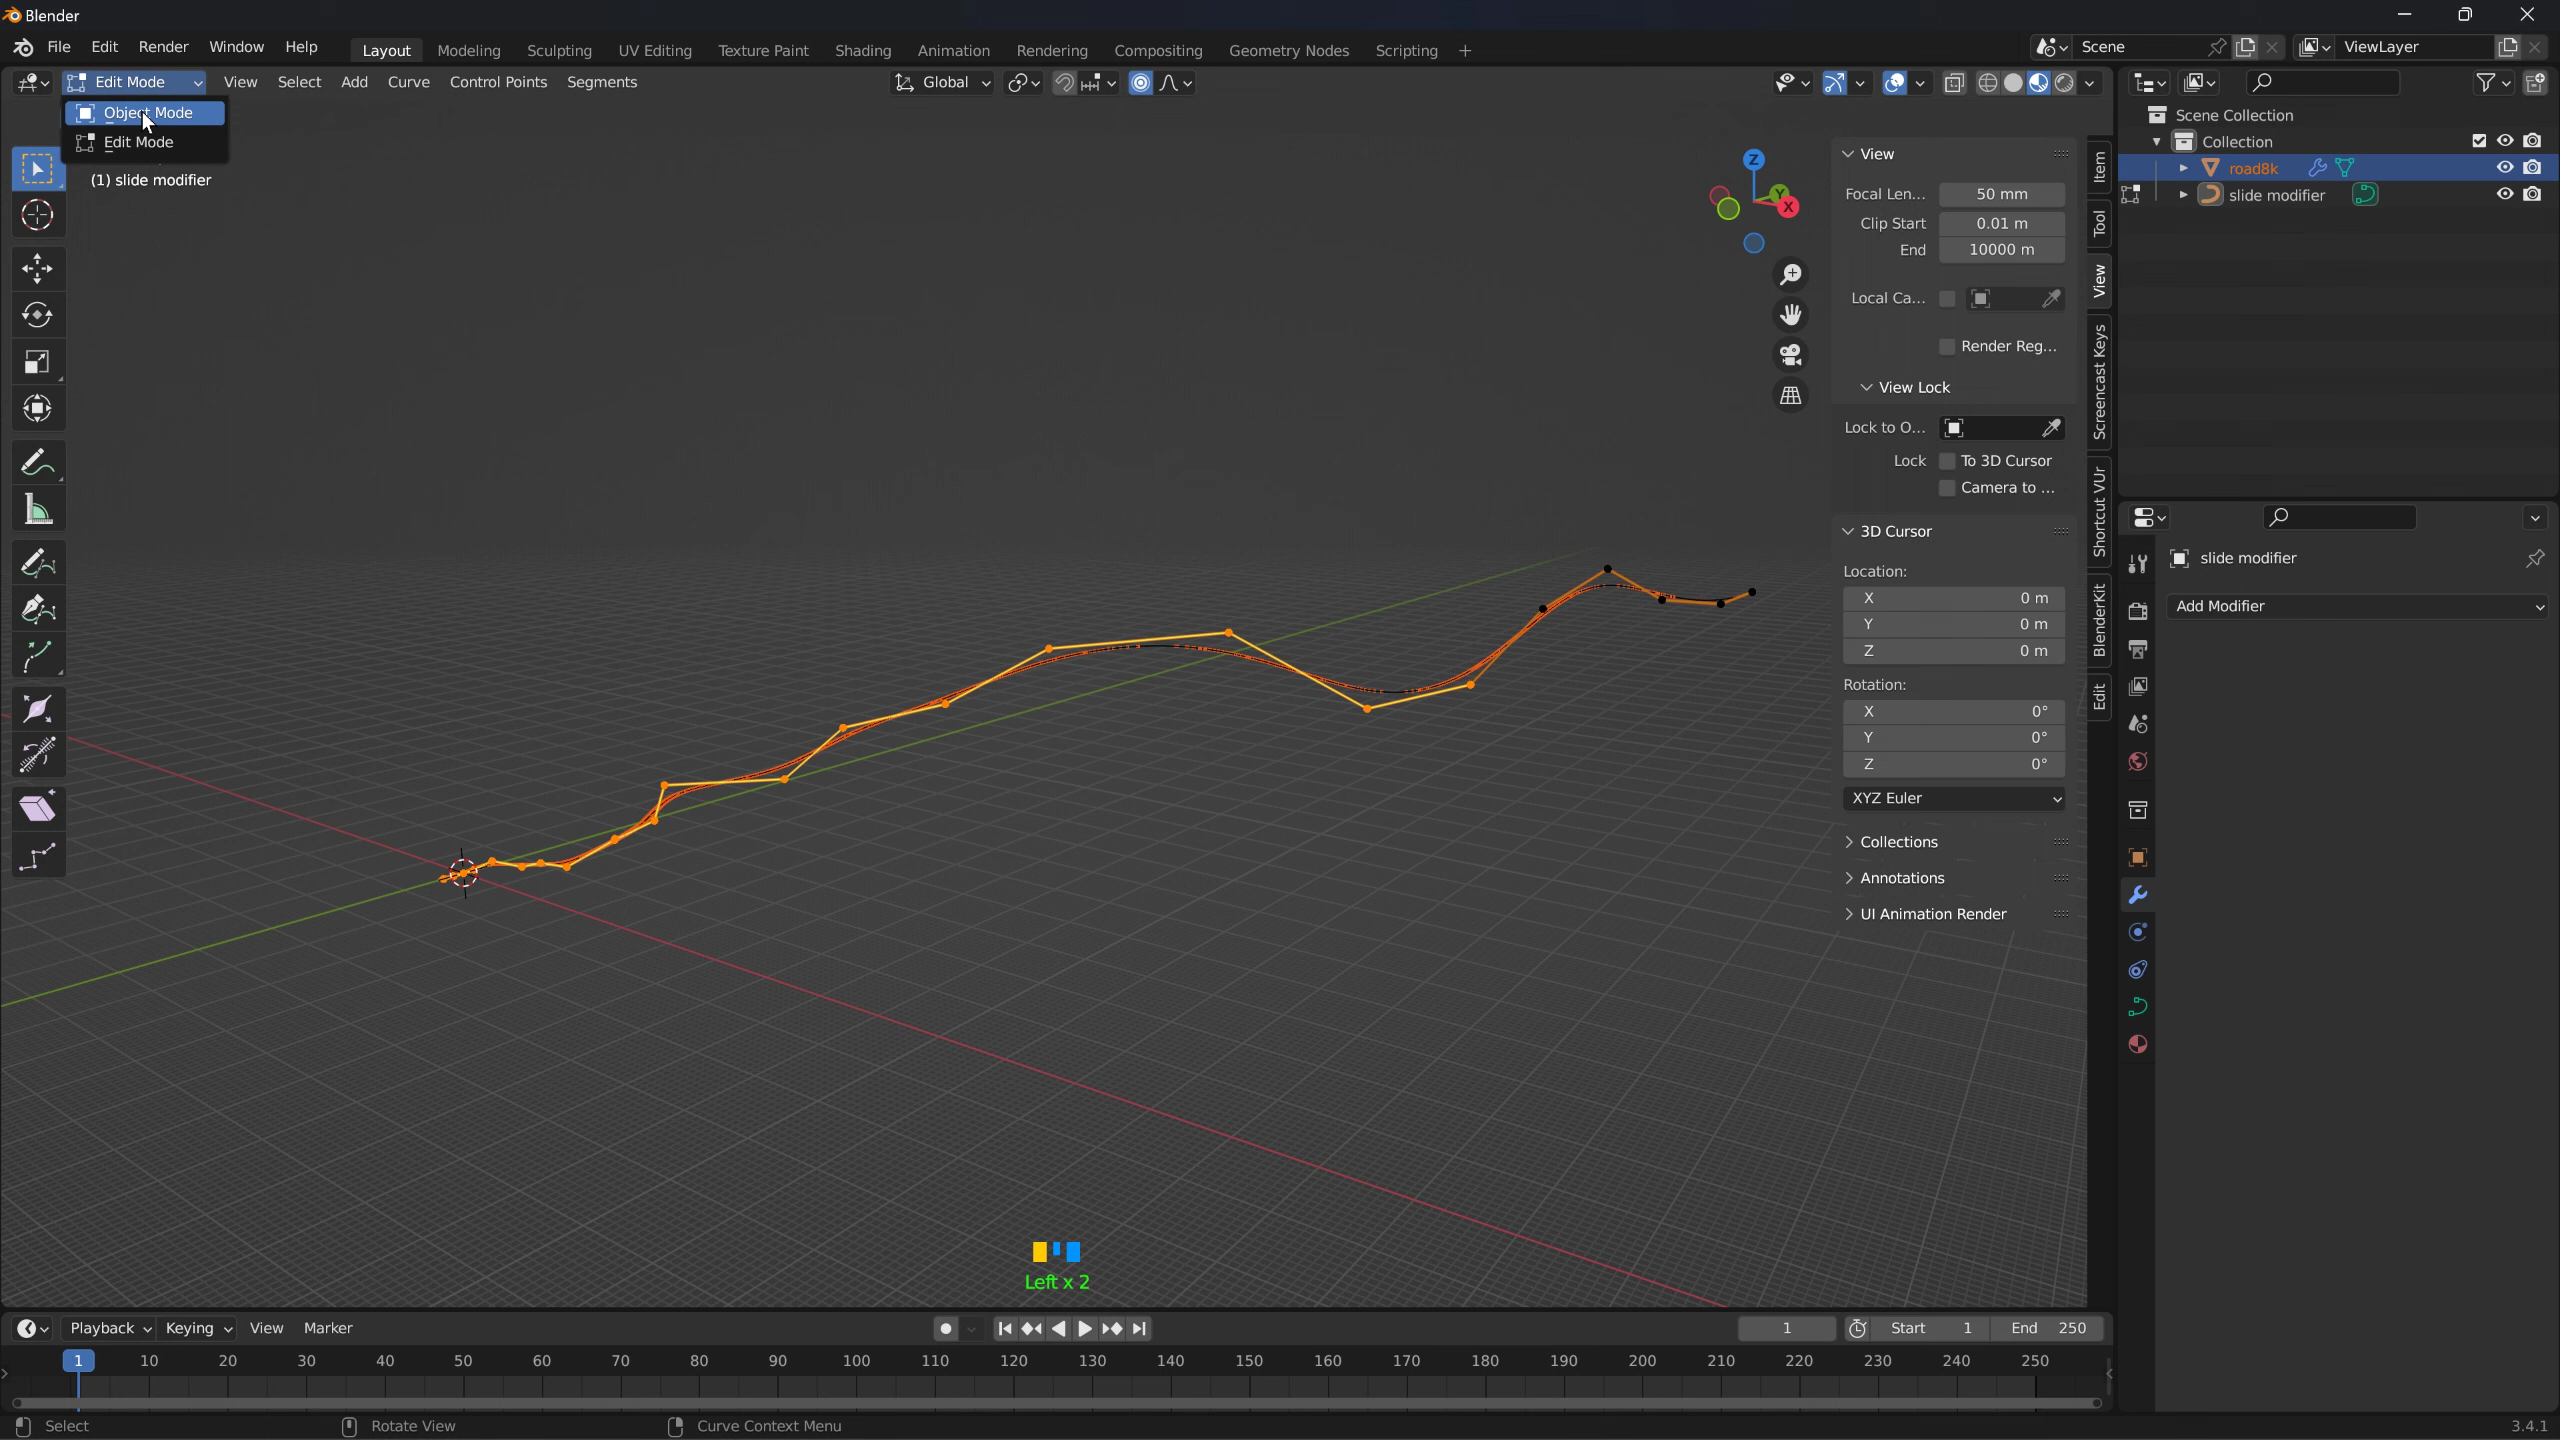 Blender
File Edit Render Window Help Layout Modeling Sculpting UV Editing Texture Paint Shading Animation Rendering Compositing Geometry Nodes Scripting + Scene ViewLayer
Edit Mode View Select Add Curve Control Points Segments Global
Object Mode
Edit Mode
(1) slide modifier
Z
Y
X
View
Focal Len... 50 mm
Clip Start 0.01 m
End 10000 m
Local Ca...
Render Reg...
View Lock
Lock to O...
Lock To 3D Cursor
Camera to ...
3D Cursor
Location:
X 0 m
Y 0 m
Z 0 m
Rotation:
X 0°
Y 0°
Z 0°
XYZ Euler
Collections
Annotations
UI Animation Render
Item
Tool
View
Screencast Keys
Shortcut VUr
BlenderKit
Edit
Scene Collection
Collection
road8k
slide modifier
slide modifier
Add Modifier
Left x 2
Playback Keying View Marker 1 Start 1 End 250
1 10 20 30 40 50 60 70 80 90 100 110 120 130 140 150 160 170 180 190 200 210 220 230 240 250
Select Rotate View Curve Context Menu 3.4.1